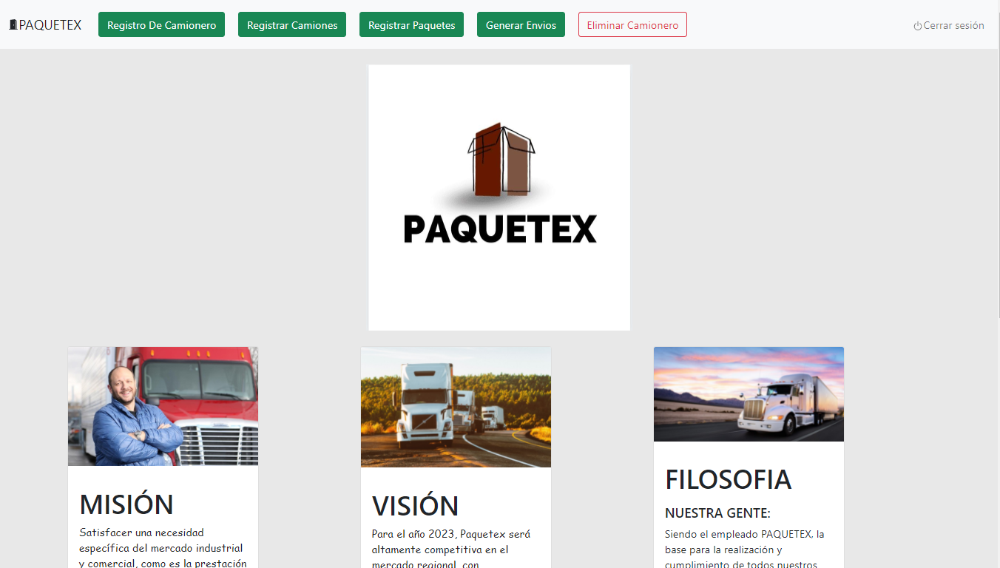 PAQUETEX
Registro De Camionero
Registrar Camiones
Registrar Paquetes
Generar Envios
Eliminar Camionero
Cerrar sesión
PAQUETEX
MISIÓN
Satisfacer una necesidad
específica del mercado industrial
y comercial, como es la prestación
VISIÓN
Para el año 2023, Paquetex será
altamente competitiva en el
mercado regional, con
FILOSOFIA
NUESTRA GENTE:
Siendo el empleado PAQUETEX, la
base para la realización y
cumplimiento de todos nuestros